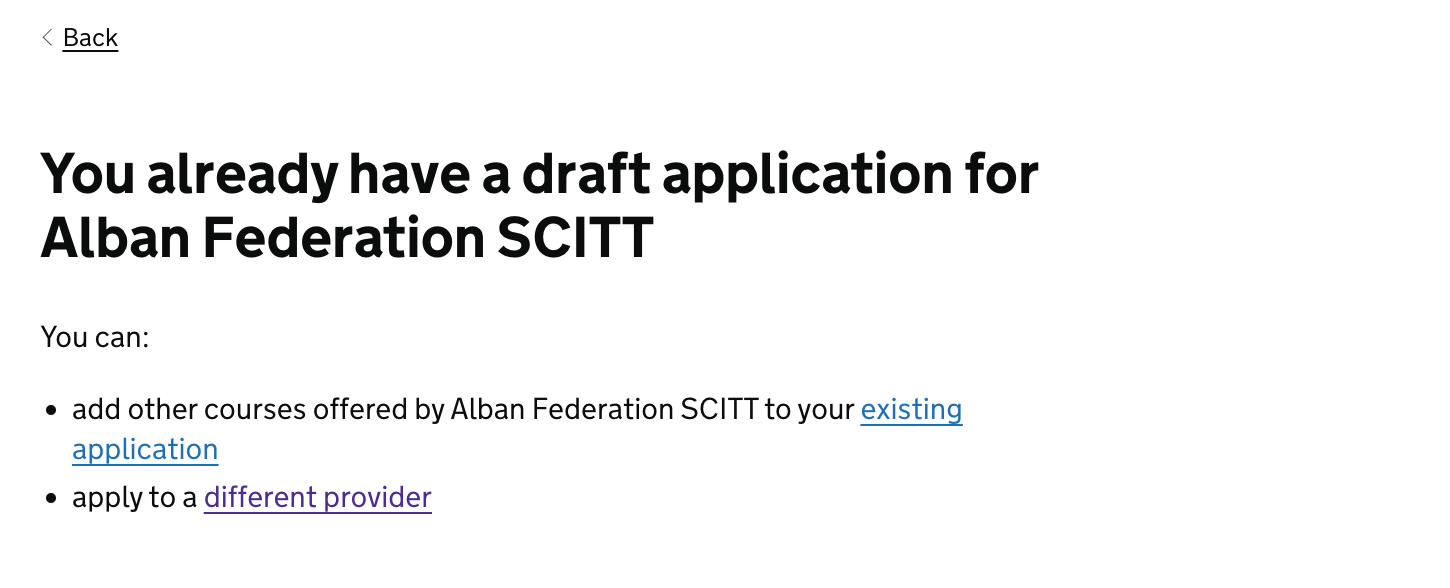 Back
You already have a draft application for
Alban Federation SCITT
You can:
add other courses offered by Alban Federation SCITT to your existing
application
apply to a different provider